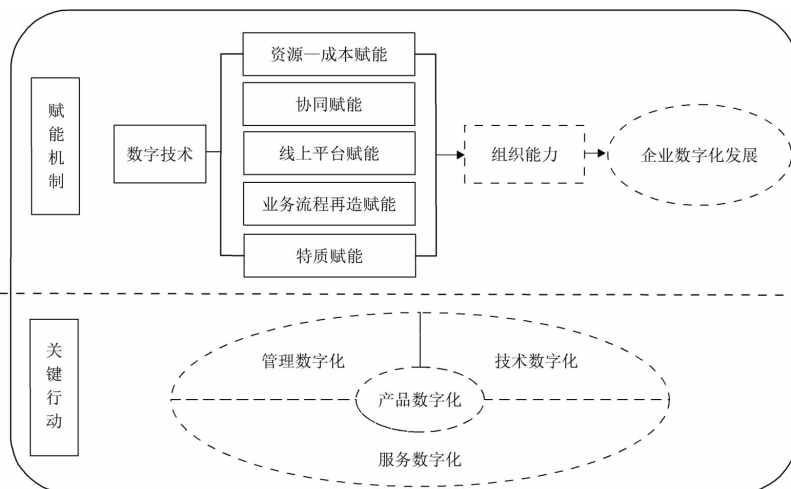 赋能机制
数字技术
资源—成本赋能
协同赋能
线上平台赋能
业务流程再造赋能
特质赋能
组织能力
企业数字化发展
关键行动
管理数字化
技术数字化
产品数字化
服务数字化